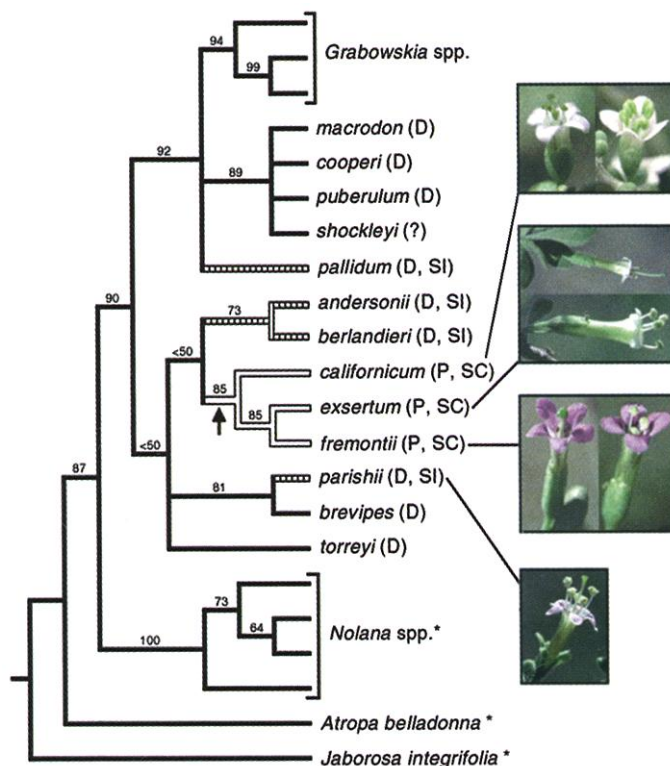 94
Grabowskia spp.
99
macrodon (D)
92
cooperi (D)
89
puberulum (D)
shockleyi (?)
pallidum (D, SI)
90
73
andersonii (D, SI)
berlandieri (D, SI)
<50
californicum (P, SC)
85
85
exsertum (P, SC)
fremontii (P, SC)
<50
87
parishii (D, SI)
81
brevipes (D)
torreyi (D)
73
64
Nolana spp.*
100
Atropa belladonna *
Jaborosa integrifolia *